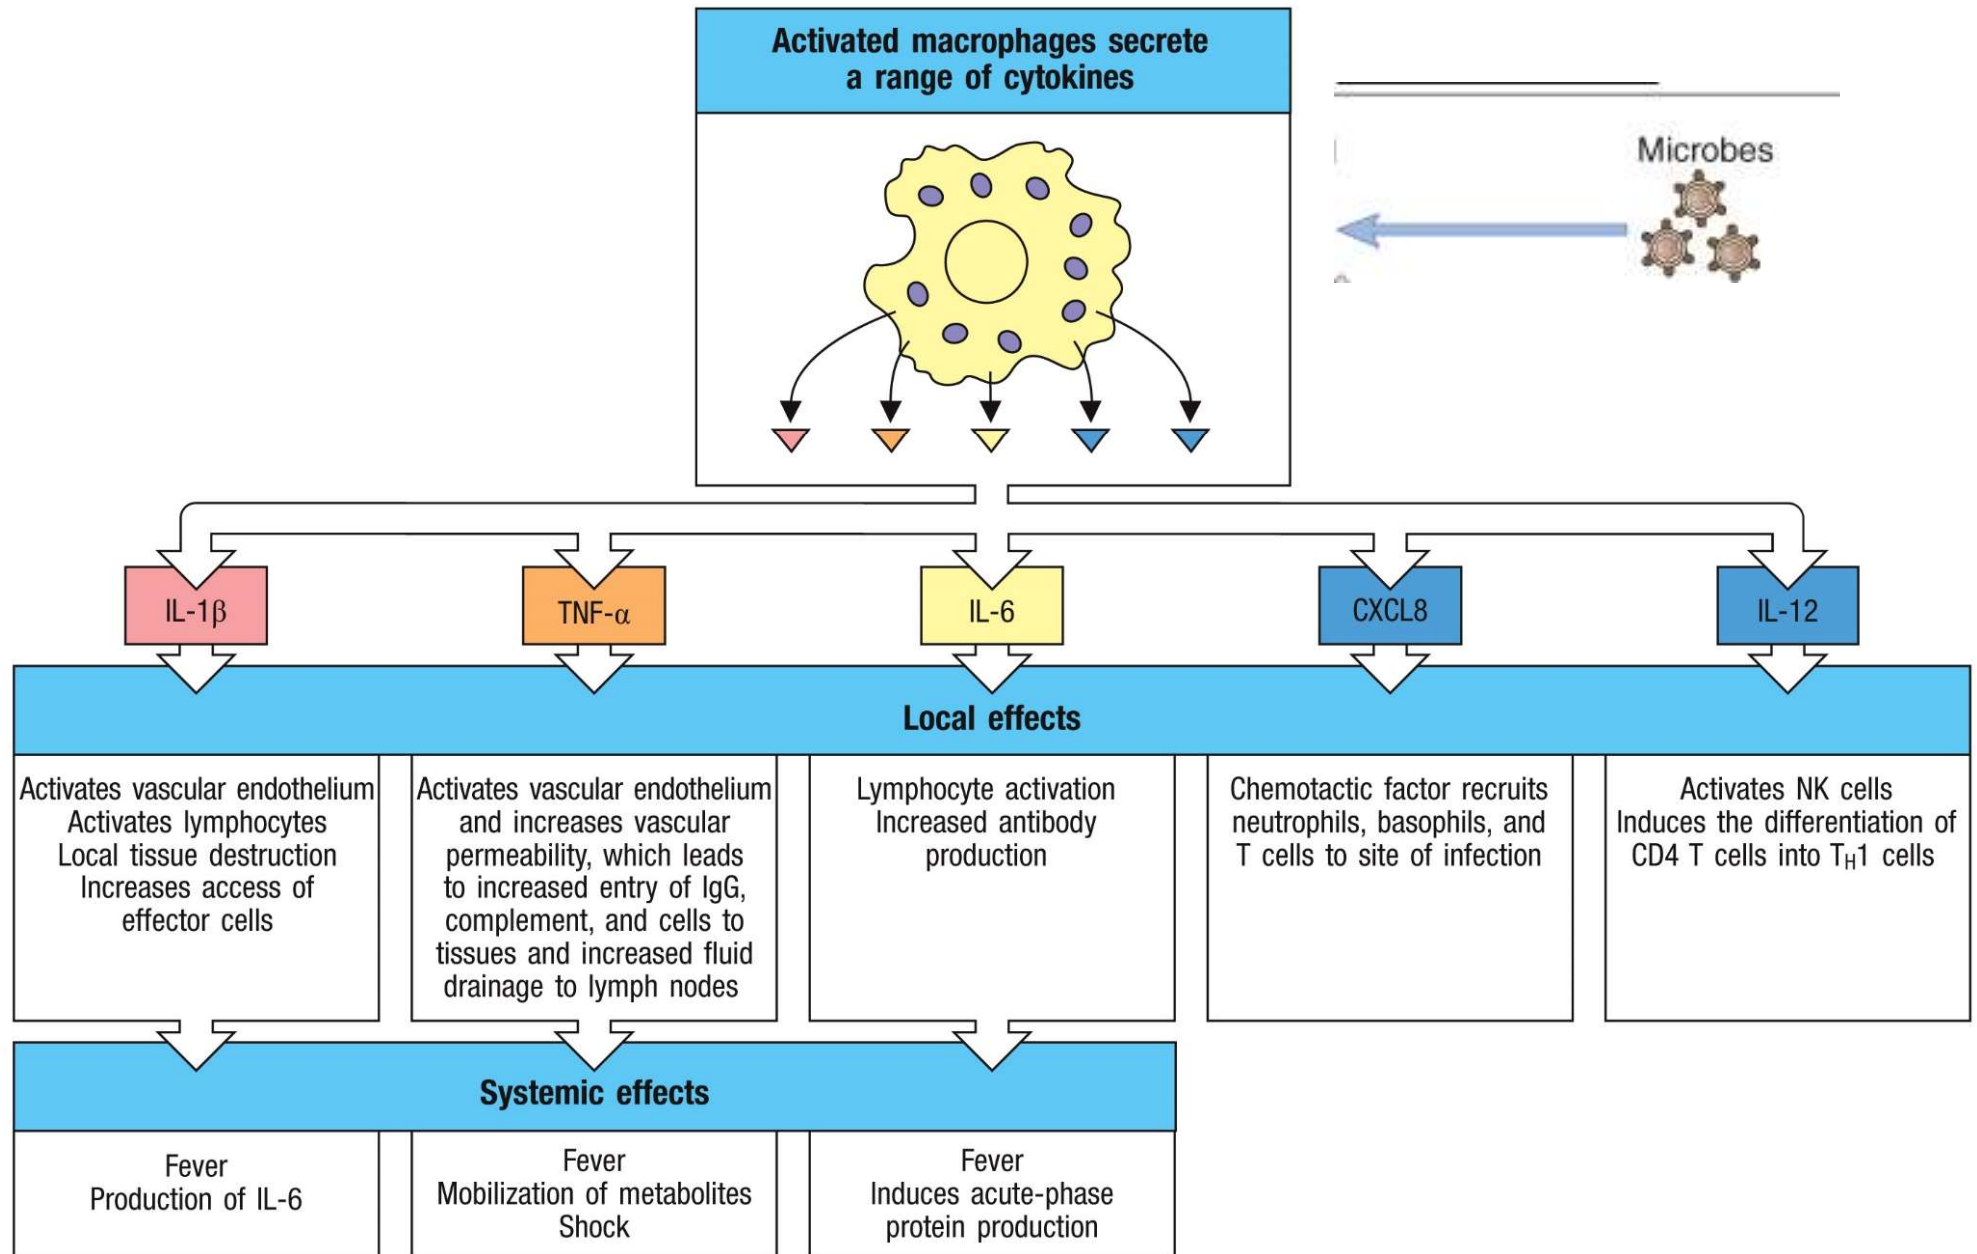 Activated macrophages secrete
a range of cytokines
Microbes
IL-1β
TNF-α
IL-6
CXCL8
IL-12
Local effects
Activates vascular endothelium
Activates lymphocytes
Local tissue destruction
Increases access of
effector cells
Activates vascular endothelium
and increases vascular
permeability, which leads
to increased entry of IgG,
complement, and cells to
tissues and increased fluid
drainage to lymph nodes
Lymphocyte activation
Increased antibody
production
Chemotactic factor recruits
neutrophils, basophils, and
T cells to site of infection
Activates NK cells
Induces the differentiation of
CD4 T cells into TH1 cells
Systemic effects
Fever
Production of IL-6
Fever
Mobilization of metabolites
Shock
Fever
Induces acute-phase
protein production